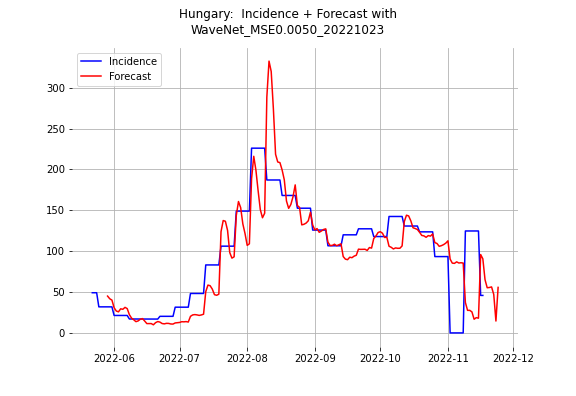 Hungary:  Incidence + Forecast with
WaveNet_MSE0.0050_20221023
Incidence
Forecast
300
250
200
150
100
50
0
2022-06 2022-07 2022-08 2022-09 2022-10 2022-11 2022-12